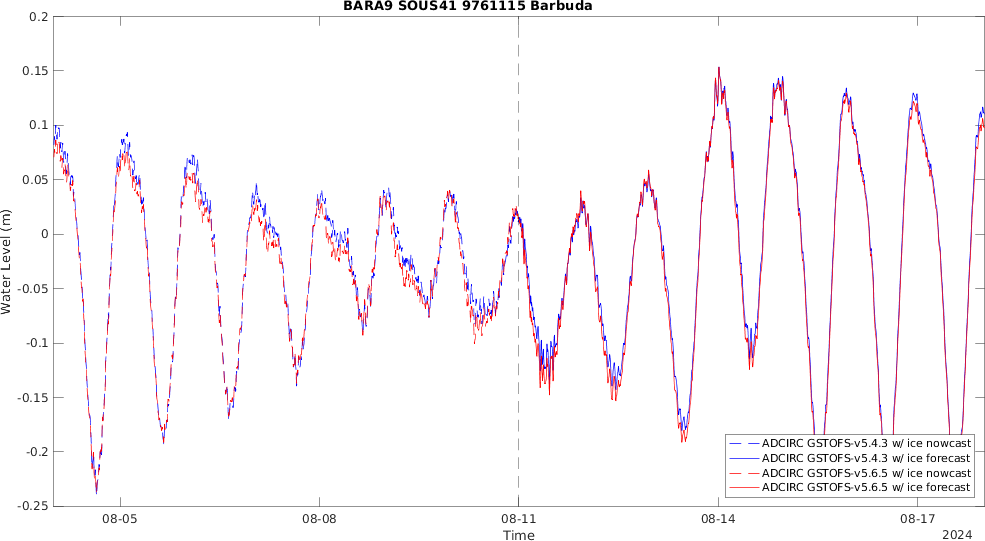 BARA9 SOUS41 9761115 Barbuda
0.2
0.15
0.1
0.05
0
-0.05
-0.1
-0.15
-0.2
-0.25
Water Level (m)
08-05
08-08
08-11
08-14
08-17
Time
2024
ADCIRC GSTOFS-v5.4.3 w/ ice nowcast
ADCIRC GSTOFS-v5.4.3 w/ ice forecast
ADCIRC GSTOFS-v5.6.5 w/ ice nowcast
ADCIRC GSTOFS-v5.6.5 w/ ice forecast